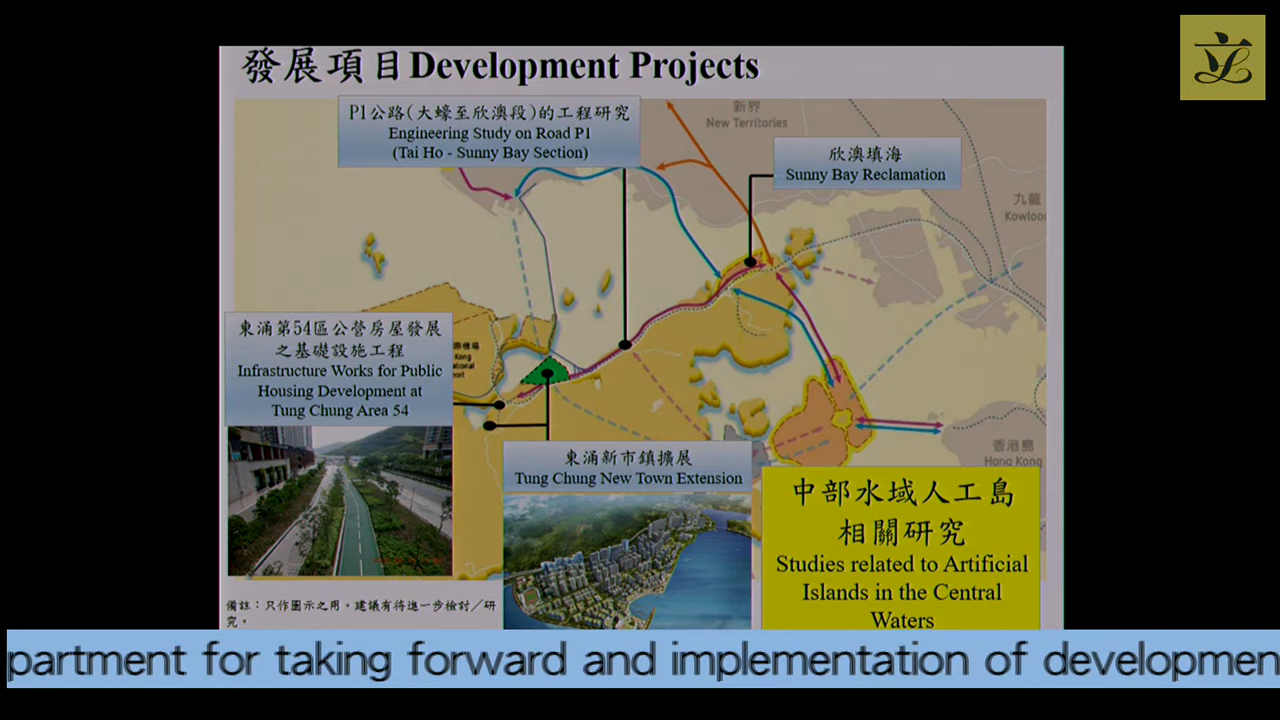 發展項目Development Projects
P1公路(大蠔至欣澳段)的工程研究
Engineering Study on Road P1
(Tai Ho - Sunny Bay Section)
新界
New Territories
欣澳填海
Sunny Bay Reclamation
九龍
Kowloon
東涌第54區公營房屋發展
之基礎設施工程
Infrastructure Works for Public
Housing Development at
Tung Chung Area 54
東涌新市鎮擴展
Tung Chung New Town Extension
香港島
Hong Kong
中部水域人工島
相關研究
Studies related to Artificial
Islands in the Central
Waters
備註：只作圖示之用，建議有待進一步檢討／研
究。
partment for taking forward and implementation of developmen